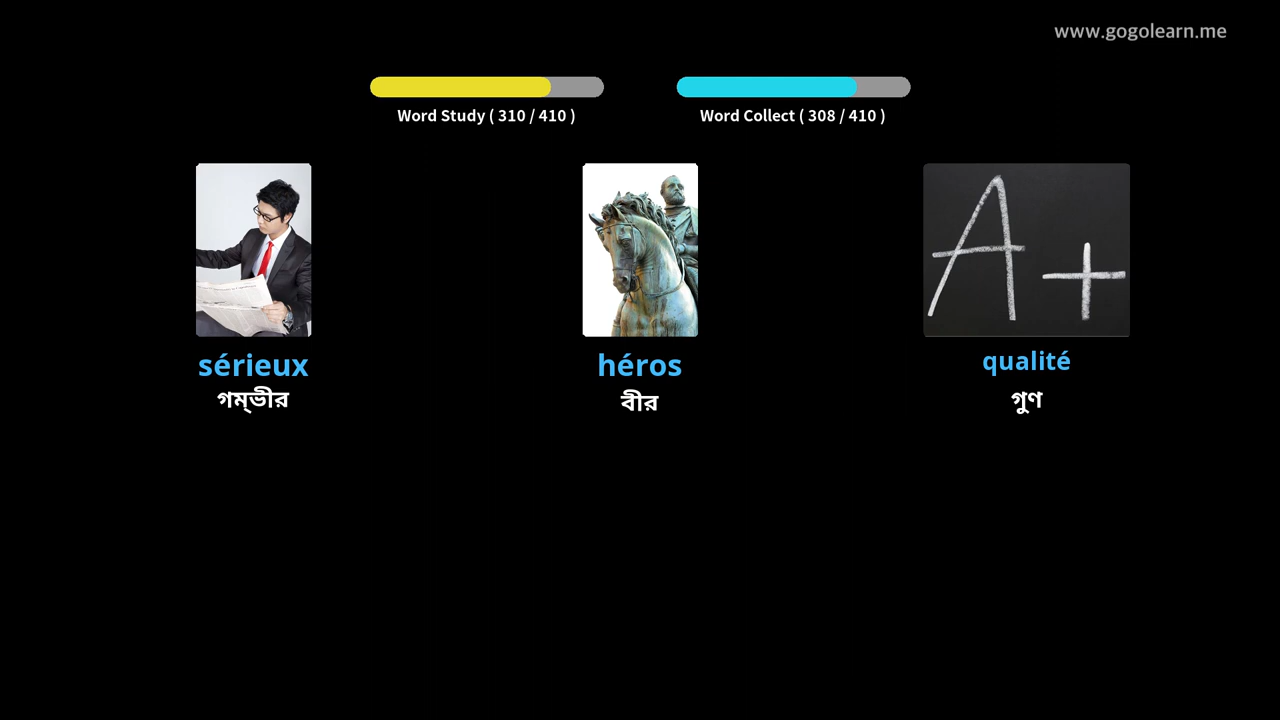 www.gogolearn.me
Word Study ( 310 / 410 )
Word Collect ( 308 / 410 )
A+
sérieux
héros
qualité
গম্ভীর
বীর
গুণ